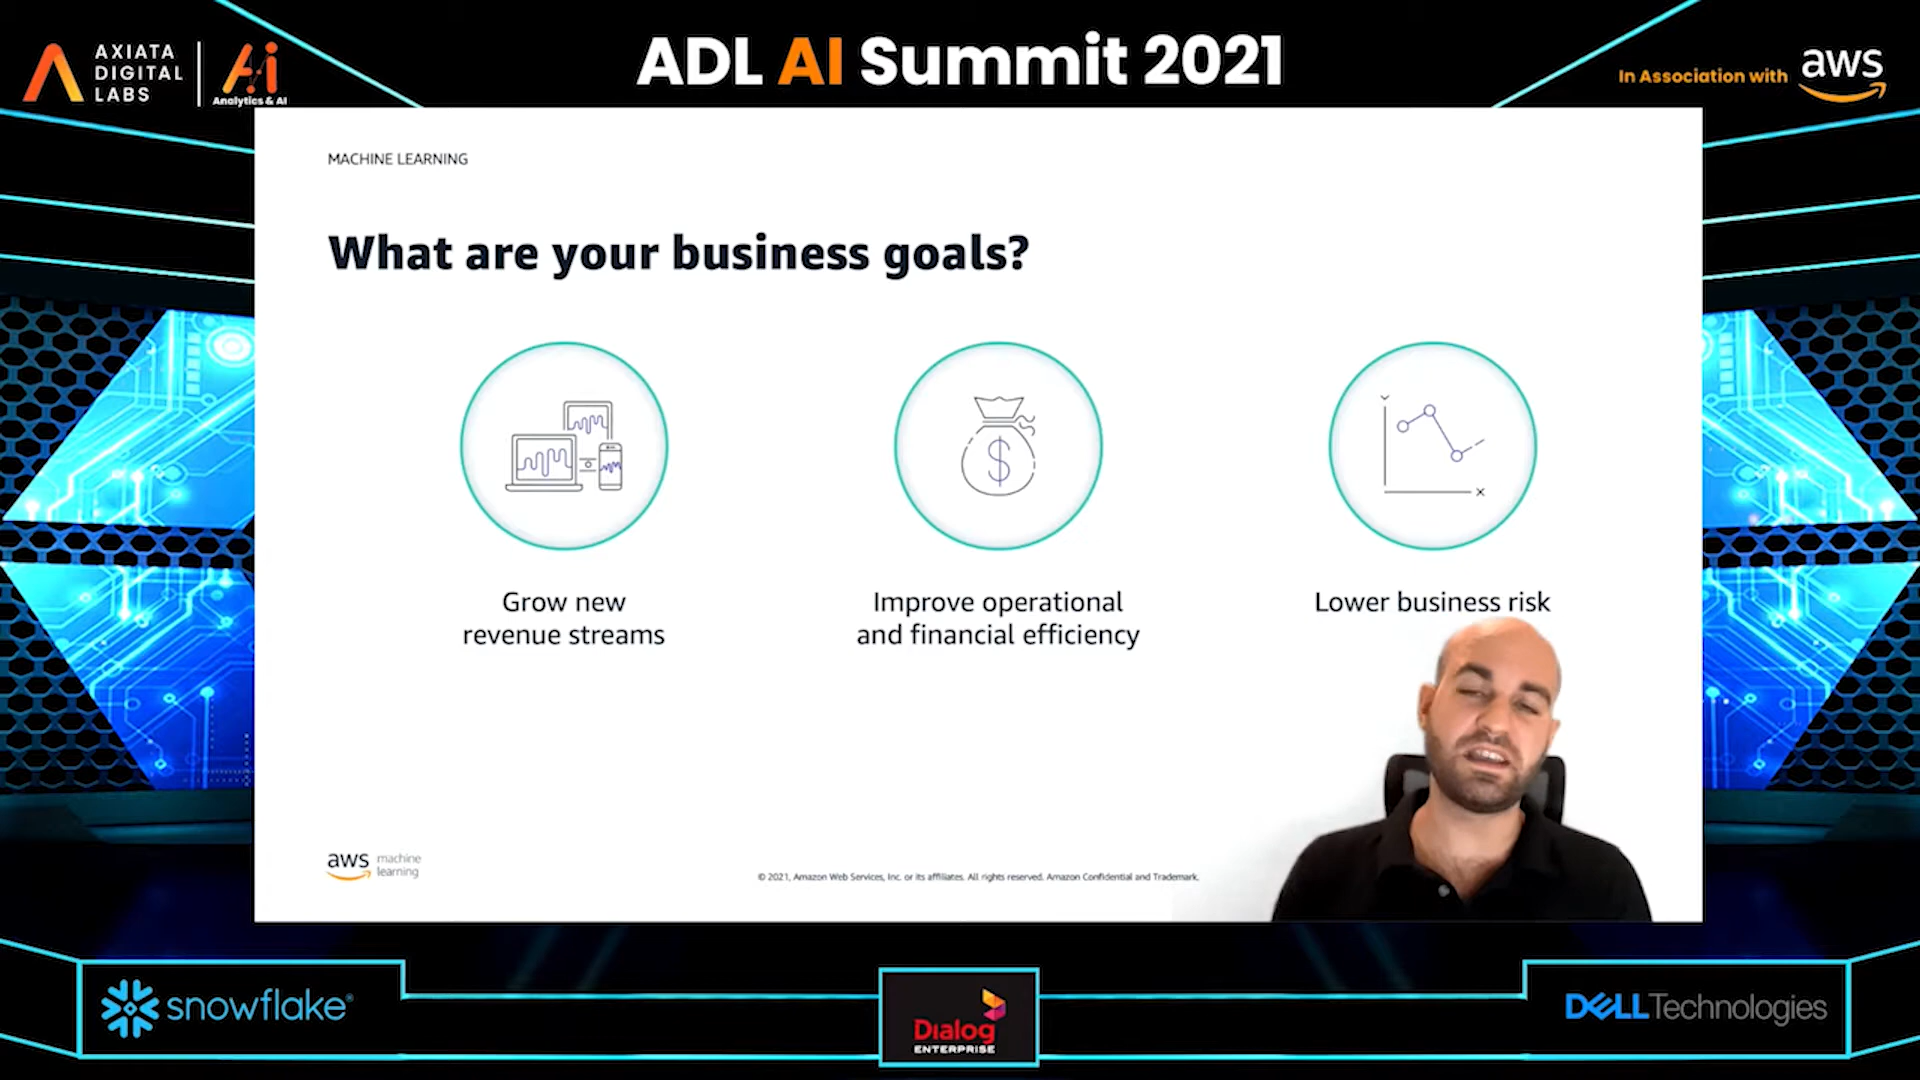 AXIATA
DIGITAL
LABS
Ai
Analytics & AI
ADL AI Summit 2021
In Association with
aws
MACHINE LEARNING
What are your business goals?
$
Y
X
Grow new
revenue streams
Improve operational
and financial efficiency
Lower business risk
aws machine
learning
© 2021, Amazon Web Services, Inc. or its affiliates. All rights reserved. Amazon Confidential and Trademark.
snowflake®
Dialog
ENTERPRISE
DELL Technologies